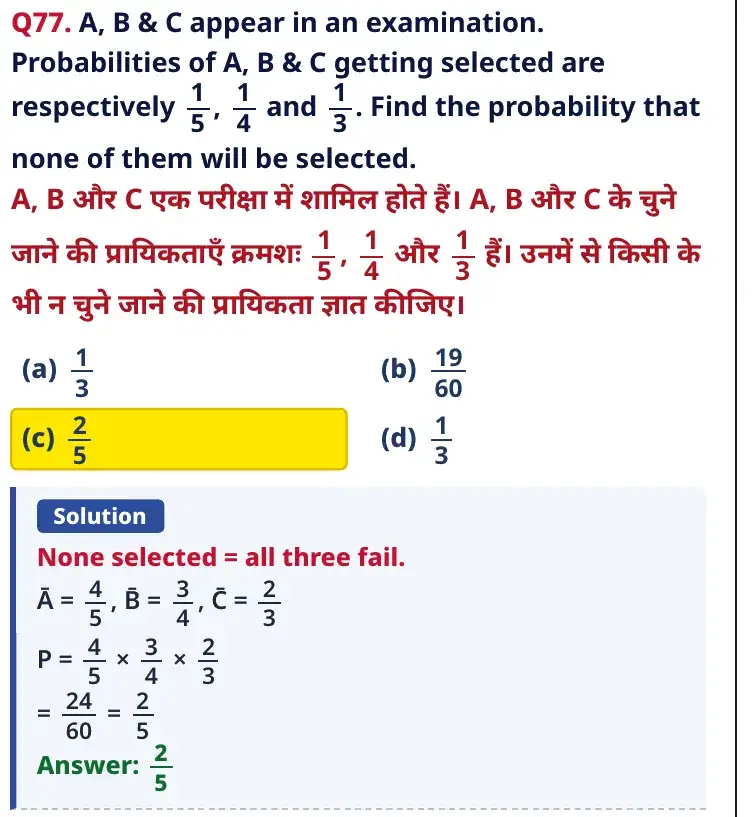 Q77. A, B & C appear in an examination.
Probabilities of A, B & C getting selected are
respectively 1/5, 1/4 and 1/3. Find the probability that
none of them will be selected.
A, B और C एक परीक्षा में शामिल होते हैं। A, B और C के चुने
जाने की प्रायिकताएँ क्रमशः 1/5, 1/4 और 1/3 हैं। उनमें से किसी के
भी न चुने जाने की प्रायिकता ज्ञात कीजिए।
(a) 1/3 (b) 19/60
(c) 2/5 (d) 1/3
Solution
None selected = all three fail.
Ā = 4/5, B̄ = 3/4, C̄ = 2/3
P = 4/5 × 3/4 × 2/3
= 24/60 = 2/5
Answer: 2/5